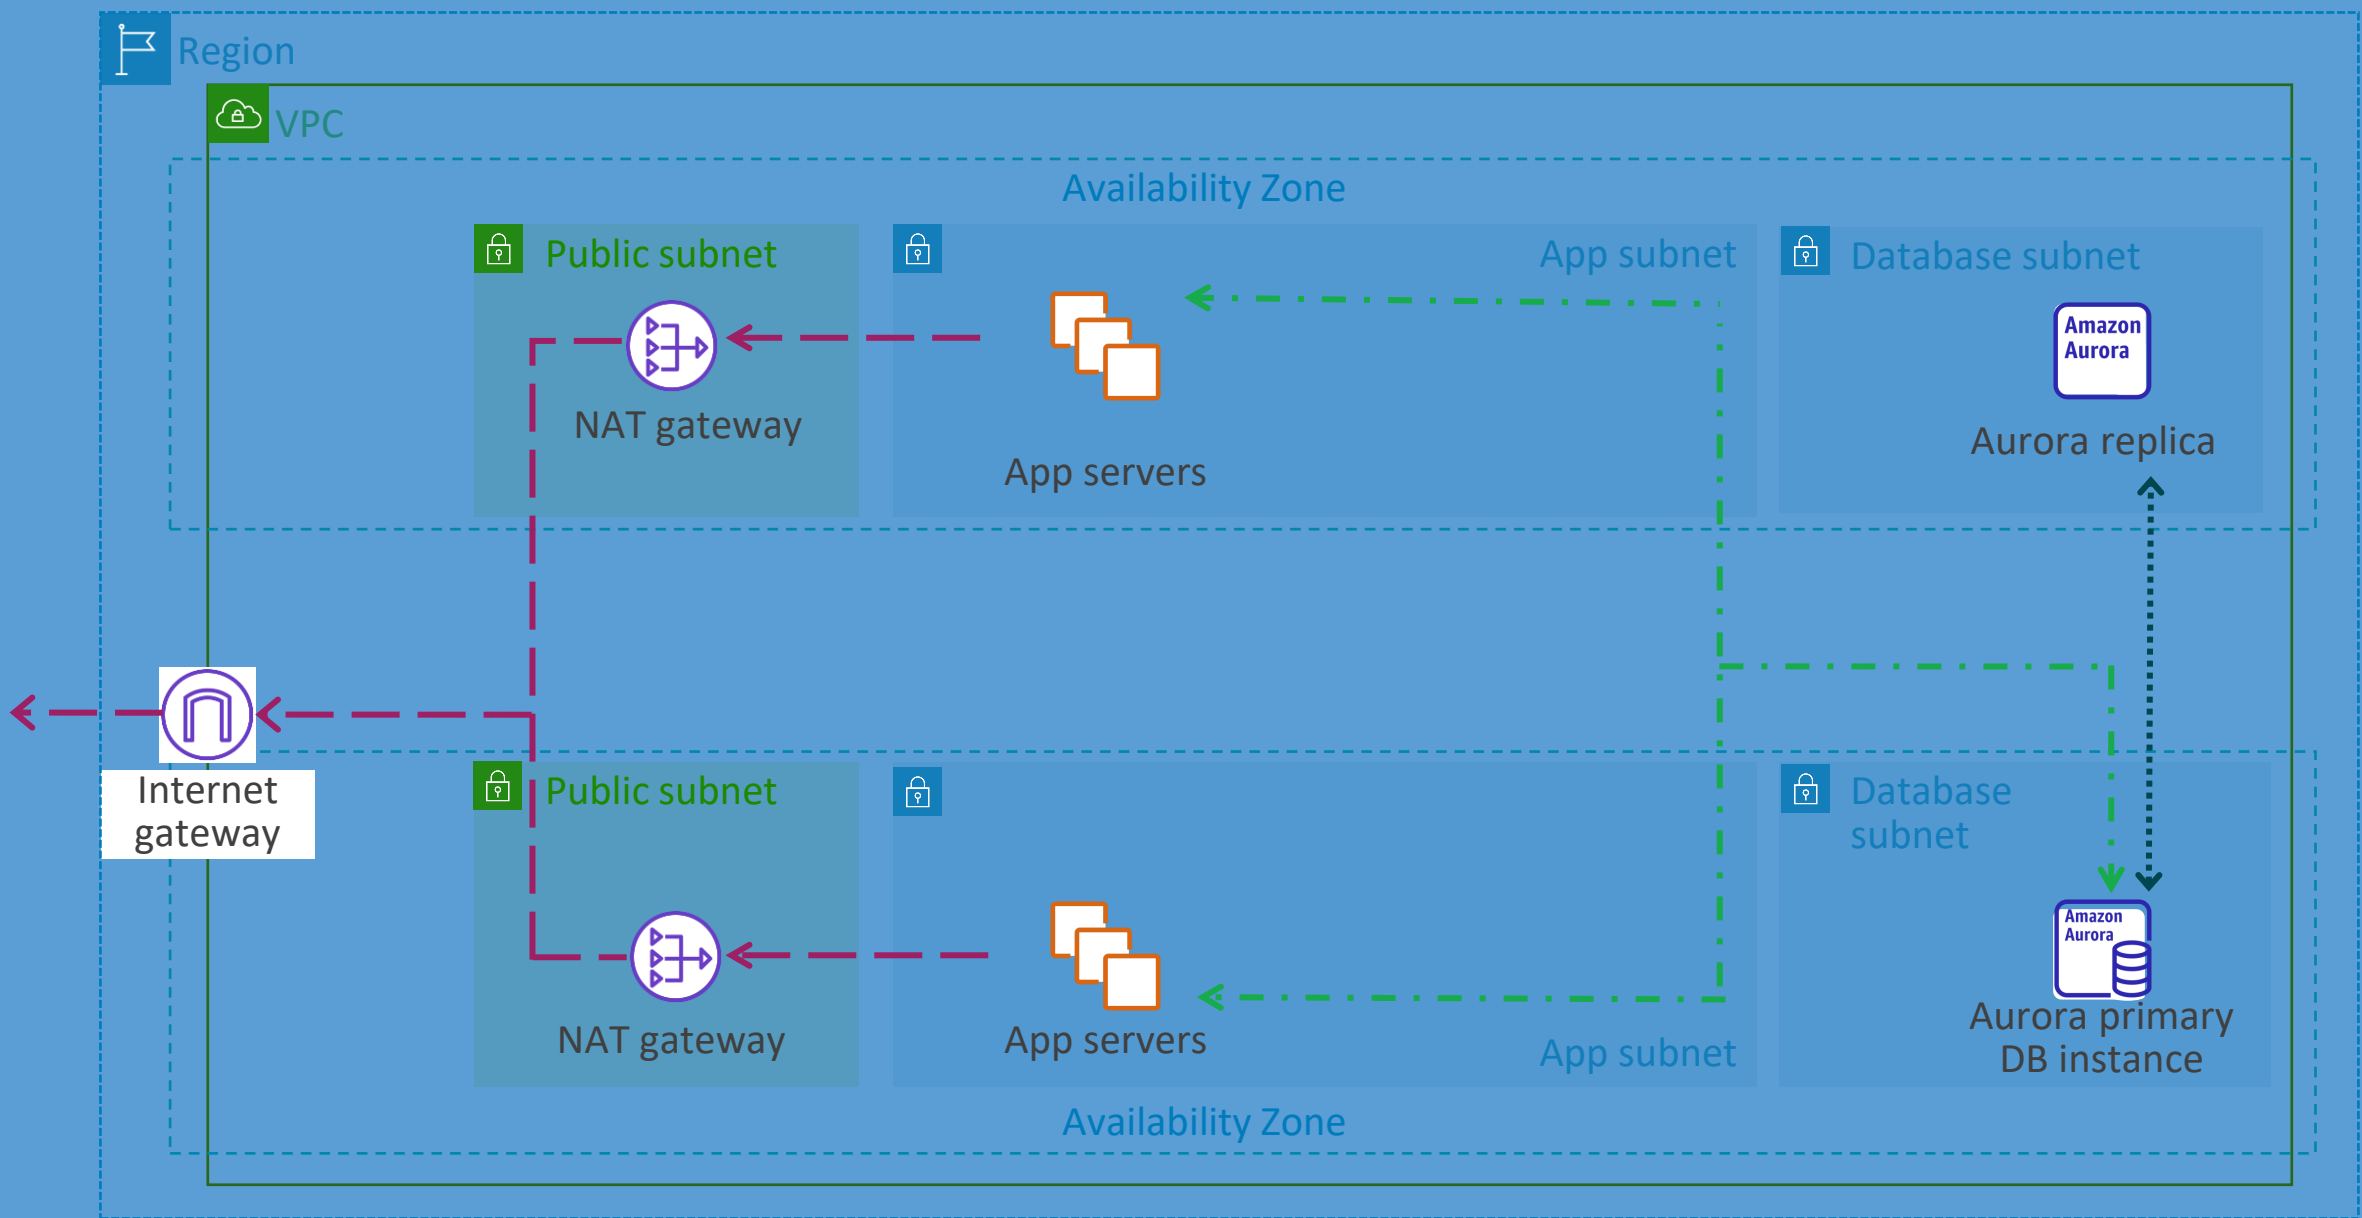 Region
VPC
Availability Zone
Public subnet
App subnet
Database subnet
Amazon
Aurora
NAT gateway
App servers
Aurora replica
Internet
gateway
Public subnet
Database
subnet
Amazon
Aurora
NAT gateway
App servers
App subnet
Aurora primary
DB instance
Availability Zone